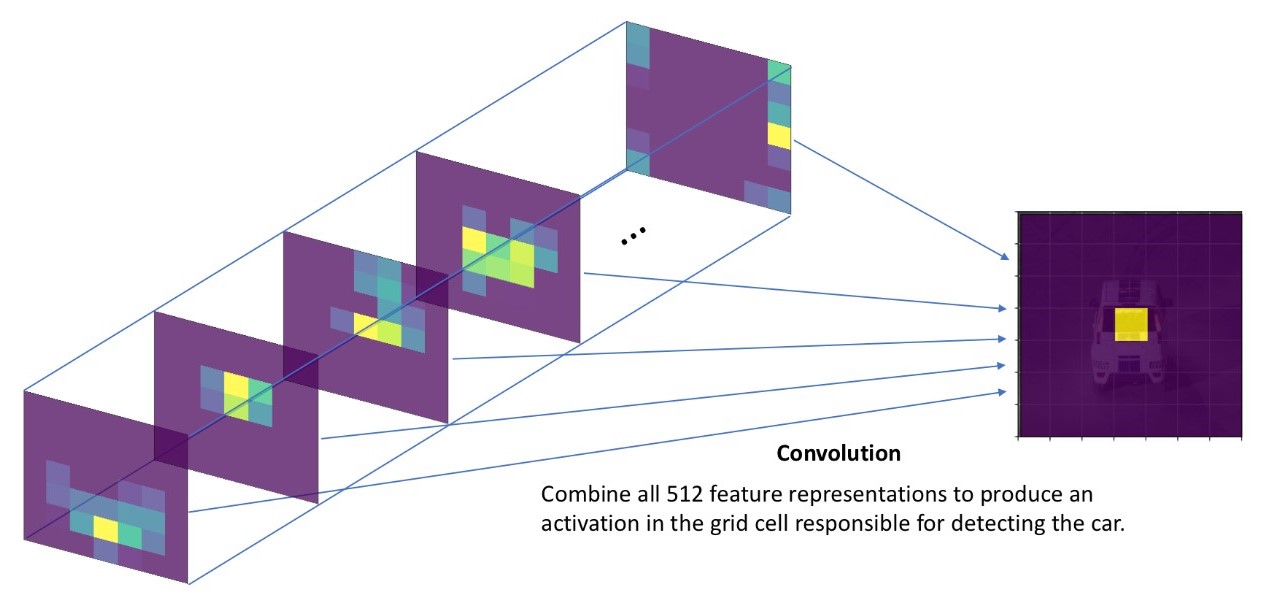 ...
Convolution
Combine all 512 feature representations to produce an
activation in the grid cell responsible for detecting the car.